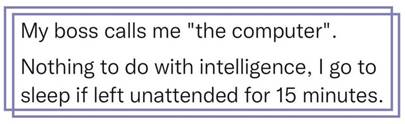 My boss calls me "the computer".
Nothing to do with intelligence, I go to
sleep if left unattended for 15 minutes.